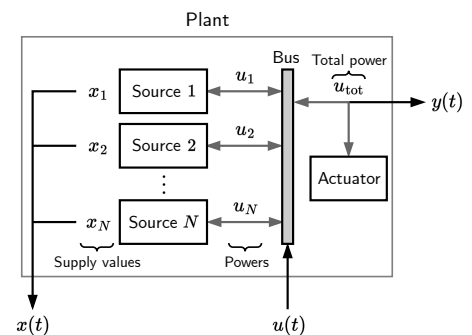 Plant
Bus
Total power
u_tot
x_1 Source 1 u_1
y(t)
x_2 Source 2 u_2
⋮
Actuator
x_N Source N u_N
Supply values
Powers
x(t)
u(t)